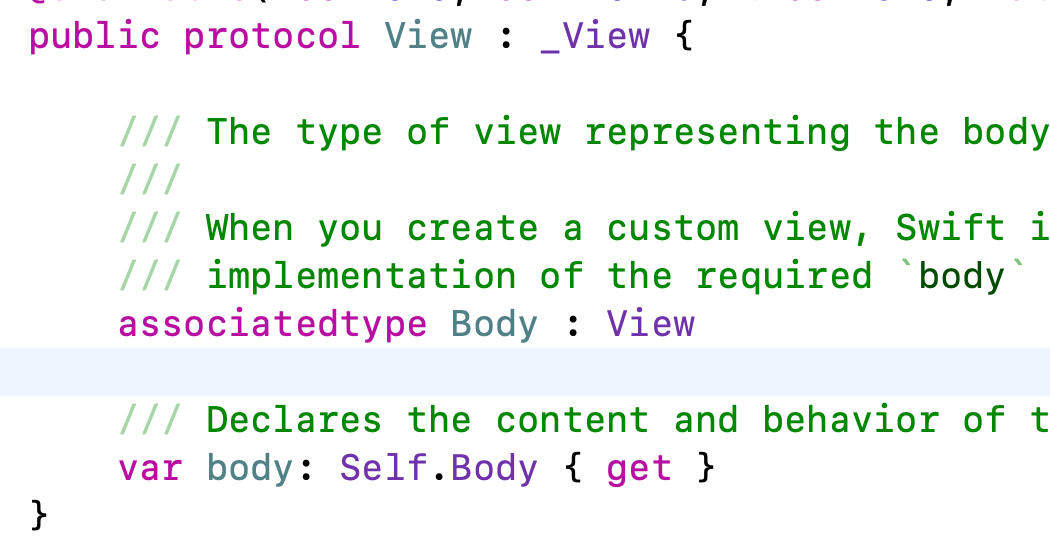 public protocol View : _View {
/// The type of view representing the body
///
/// When you create a custom view, Swift i
/// implementation of the required `body`
associatedtype Body : View
/// Declares the content and behavior of t
var body: Self.Body { get }
}